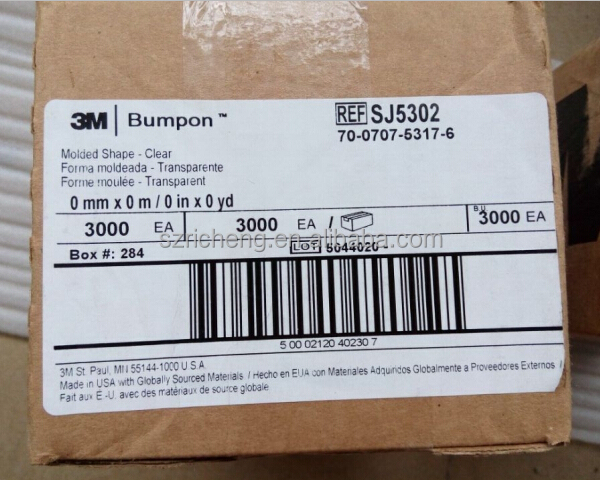 3M Bumpon™
REF SJ5302
70-0707-5317-6
Molded Shape - Clear
Forma moldeada - Transparente
Forme moulée - Transparent
0 mm x 0 m / 0 in x 0 yd
3000 EA 3000 EA / B.U. 3000 EA
Box #: 284 LOT 6044020
szricheng.en.alibaba.com
5 00 02120 40230 7
3M St. Paul, MN 55144-1000 U.S.A.
Made in USA with Globally Sourced Materials / Hecho en EUA con Materiales Adquiridos Globalmente a Proveedores Externos /
Fait aux E.-U. avec des matériaux de source globale.